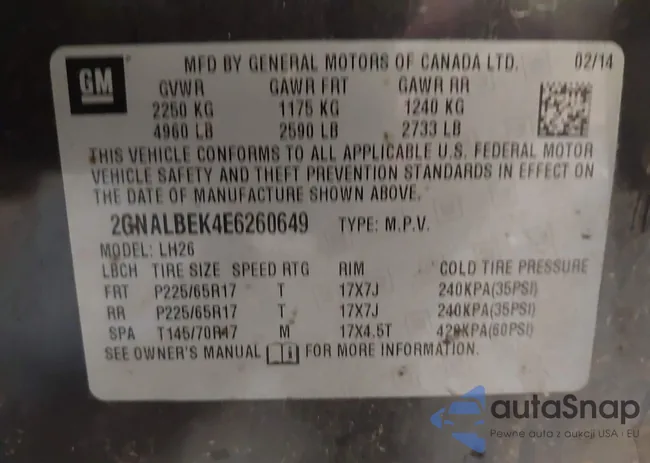 GM
MFD BY GENERAL MOTORS OF CANADA LTD. 02/14
GVWR GAWR FRT GAWR RR
2250 KG 1175 KG 1240 KG
4960 LB 2590 LB 2733 LB
THIS VEHICLE CONFORMS TO ALL APPLICABLE U.S. FEDERAL MOTOR
VEHICLE SAFETY AND THEFT PREVENTION STANDARDS IN EFFECT ON
THE DATE OF MANUFACTURE SHOWN ABOVE.
2GNALBEK4E6260649 TYPE: M.P.V.
MODEL: LH26
LBCH TIRE SIZE SPEED RTG RIM COLD TIRE PRESSURE
FRT P225/65R17 T 17X7J 240KPA(35PSI)
RR P225/65R17 T 17X7J 240KPA(35PSI)
SPA T145/70R17 M 17X4.5T 420KPA(60PSI)
SEE OWNER'S MANUAL FOR MORE INFORMATION.
autaSnap
Pewne auta z aukcji USA · EU